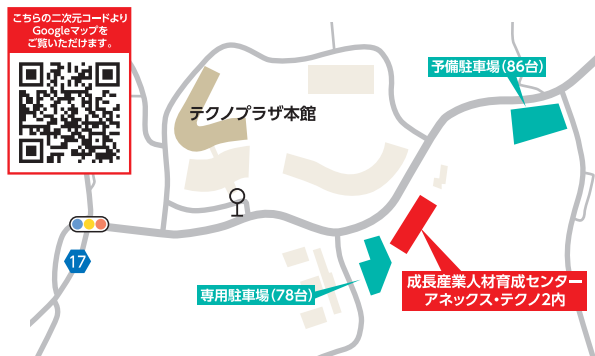 こちらの二次元コードより
Googleマップを
ご覧いただけます。
予備駐車場(86台)
テクノプラザ本館
17
専用駐車場(78台)
成長産業人材育成センター
アネックス・テクノ2内